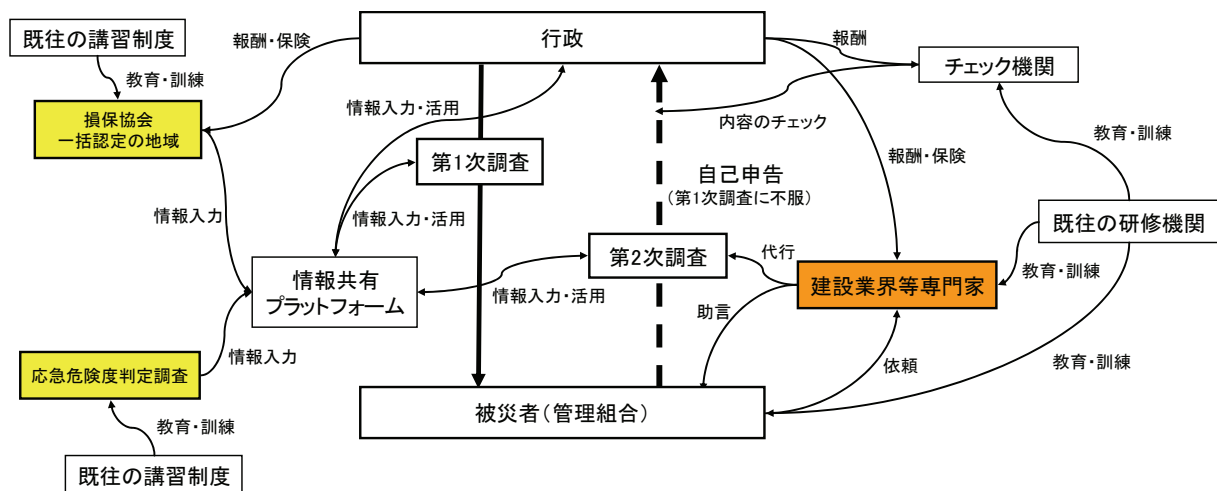 既往の講習制度
報酬・保険
行政
報酬
チェック機関
教育・訓練
損保協会
一括認定の地域
情報入力・活用
内容のチェック
教育・訓練
第1次調査
報酬・保険
自己申告
(第1次調査に不服)
情報入力・活用
情報入力
既往の研修機関
第2次調査
代行
情報共有
プラットフォーム
情報入力・活用
建設業界等専門家
教育・訓練
助言
情報入力
応急危険度判定調査
依頼
教育・訓練
被災者(管理組合)
教育・訓練
既往の講習制度